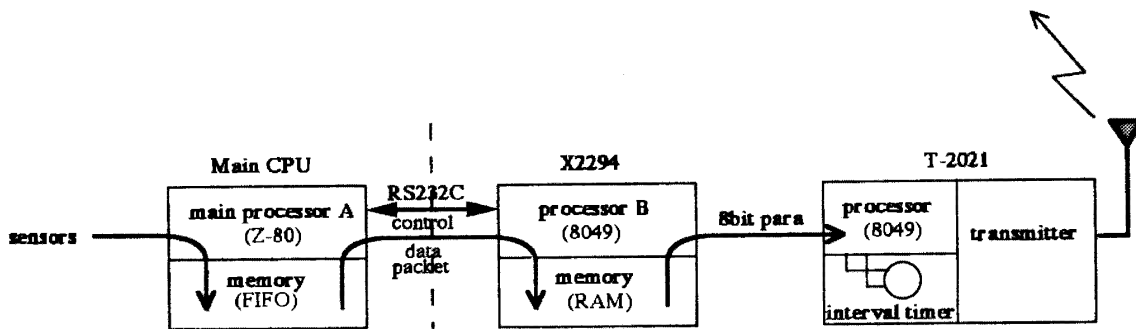 Main CPU
X2294
T-2021
RS232C
main processor A
(Z-80)
control
processor B
(8049)
8bit para
processor
(8049)
transmitter
sensors
data
packet
memory
(FIFO)
memory
(RAM)
interval timer